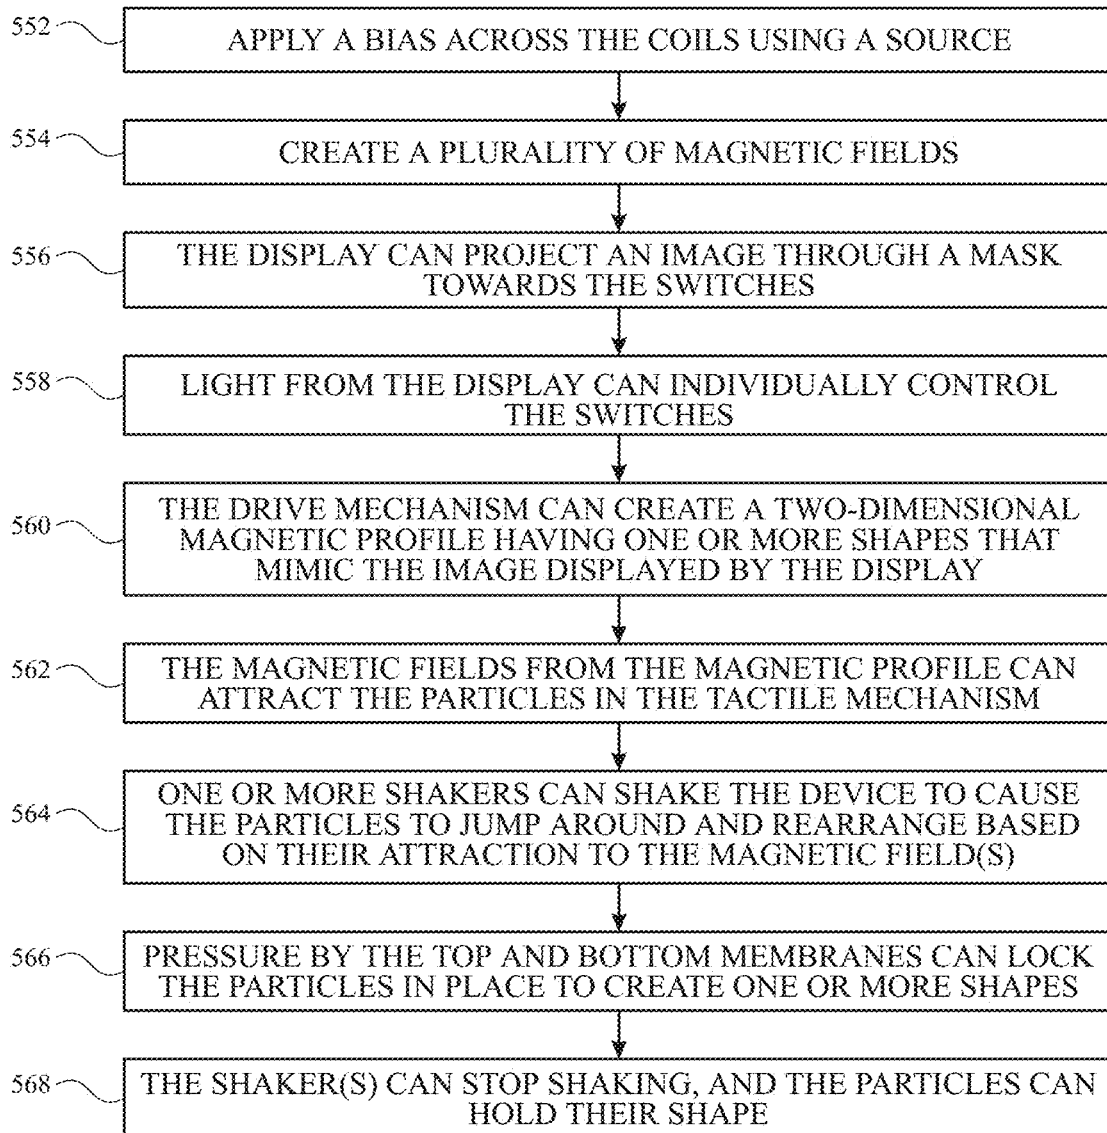 552
APPLY A BIAS ACROSS THE COILS USING A SOURCE
554
CREATE A PLURALITY OF MAGNETIC FIELDS
556
THE DISPLAY CAN PROJECT AN IMAGE THROUGH A MASK
TOWARDS THE SWITCHES
558
LIGHT FROM THE DISPLAY CAN INDIVIDUALLY CONTROL
THE SWITCHES
560
THE DRIVE MECHANISM CAN CREATE A TWO-DIMENSIONAL
MAGNETIC PROFILE HAVING ONE OR MORE SHAPES THAT
MIMIC THE IMAGE DISPLAYED BY THE DISPLAY
562
THE MAGNETIC FIELDS FROM THE MAGNETIC PROFILE CAN
ATTRACT THE PARTICLES IN THE TACTILE MECHANISM
564
ONE OR MORE SHAKERS CAN SHAKE THE DEVICE TO CAUSE
THE PARTICLES TO JUMP AROUND AND REARRANGE BASED
ON THEIR ATTRACTION TO THE MAGNETIC FIELD(S)
566
PRESSURE BY THE TOP AND BOTTOM MEMBRANES CAN LOCK
THE PARTICLES IN PLACE TO CREATE ONE OR MORE SHAPES
568
THE SHAKER(S) CAN STOP SHAKING, AND THE PARTICLES CAN
HOLD THEIR SHAPE